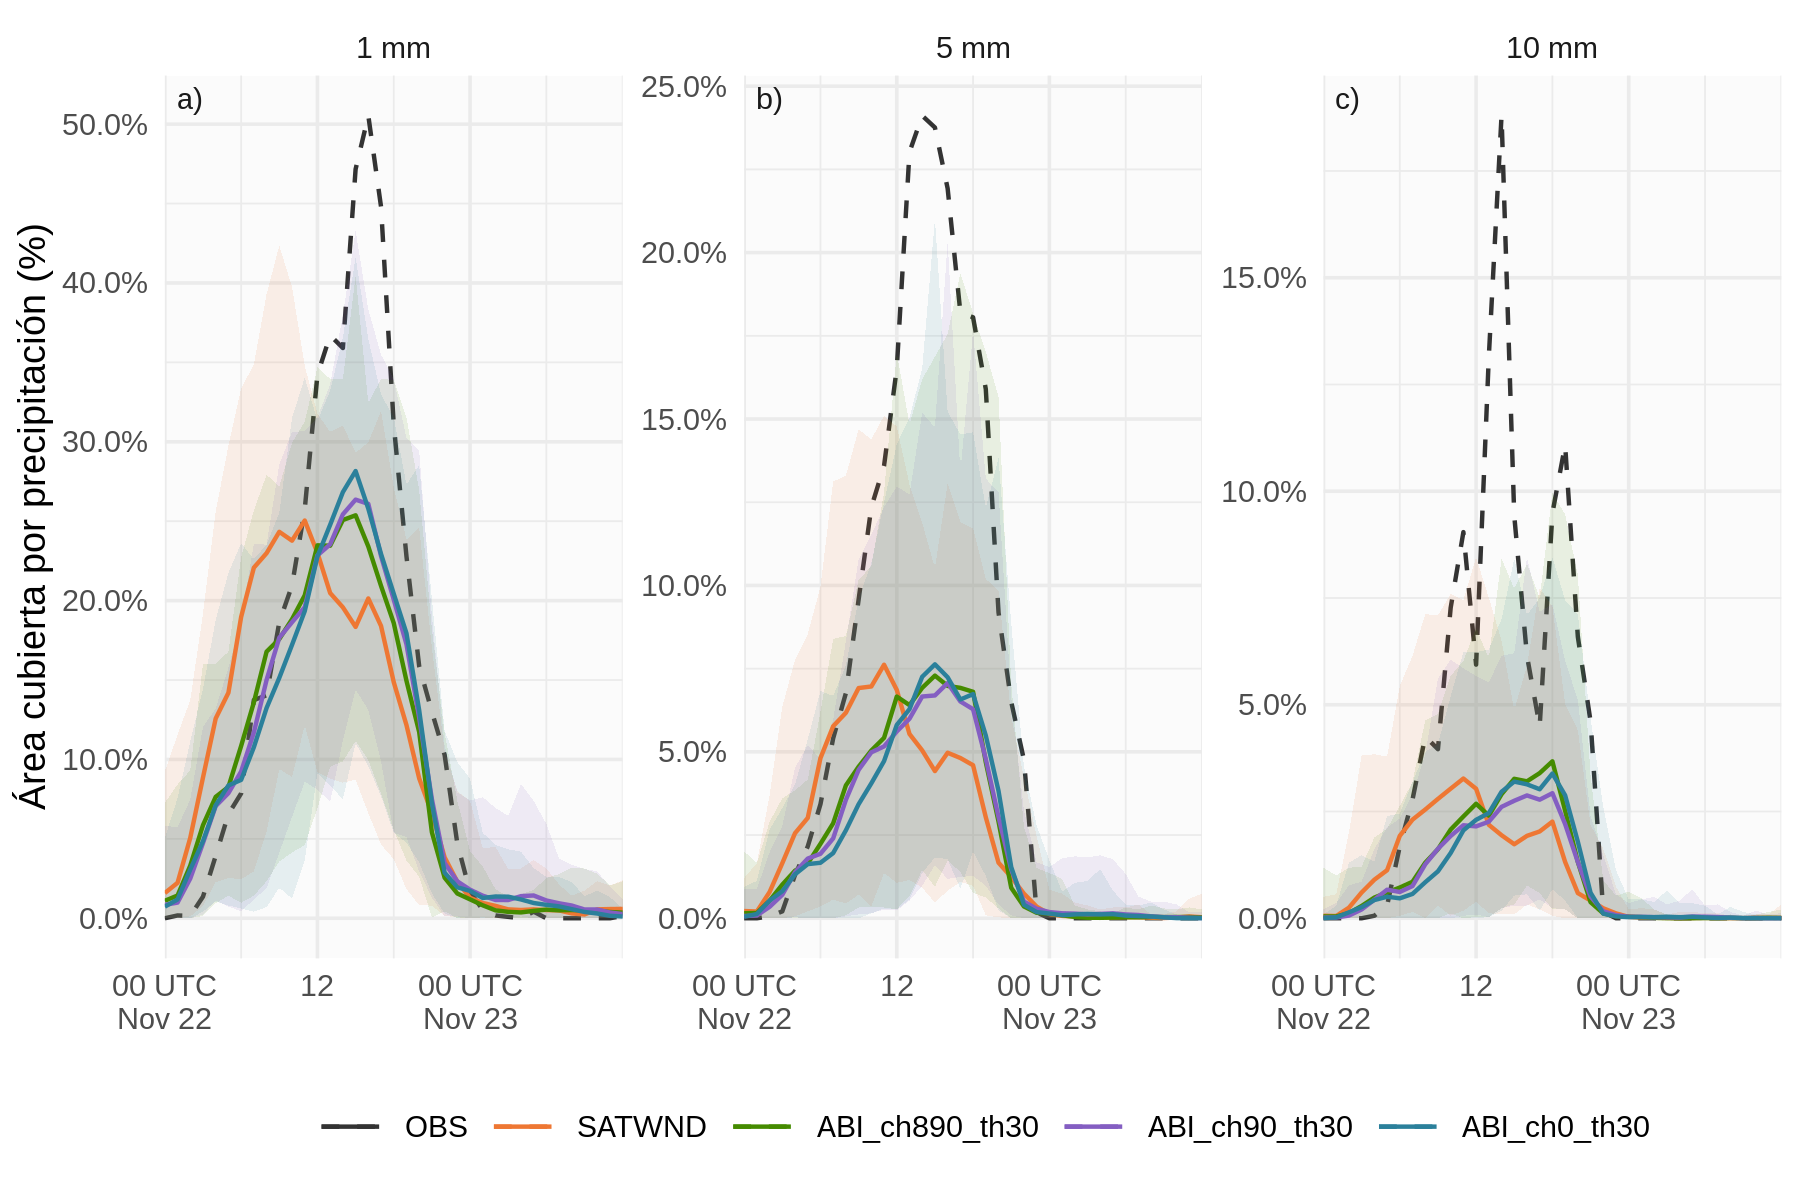 1 mm
5 mm
10 mm
a)
b)
c)
Área cubierta por precipitación (%)
50.0%
40.0%
30.0%
20.0%
10.0%
0.0%
25.0%
20.0%
15.0%
10.0%
5.0%
0.0%
15.0%
10.0%
5.0%
0.0%
00 UTC
Nov 22
12
00 UTC
Nov 23
00 UTC
Nov 22
12
00 UTC
Nov 23
00 UTC
Nov 22
12
00 UTC
Nov 23
OBS
SATWND
ABI_ch890_th30
ABI_ch90_th30
ABI_ch0_th30